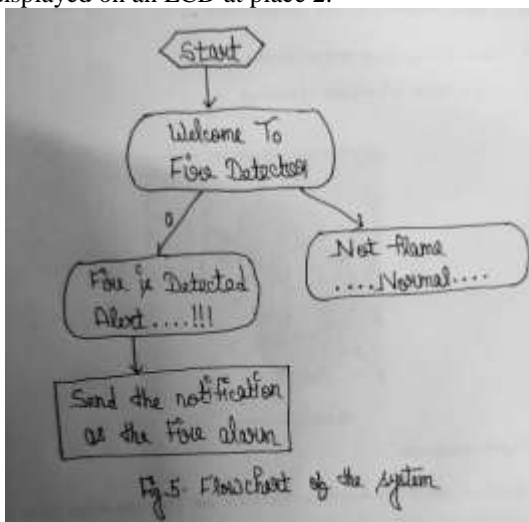 displayed on an LCD at place 2.
Start
Welcome To
Fire Detection
0
1
Fire is Detected
Alert....!!!
Not flame
....Normal....
Send the notification
as the Fire alarm
Fig.5- Flowchart of the system